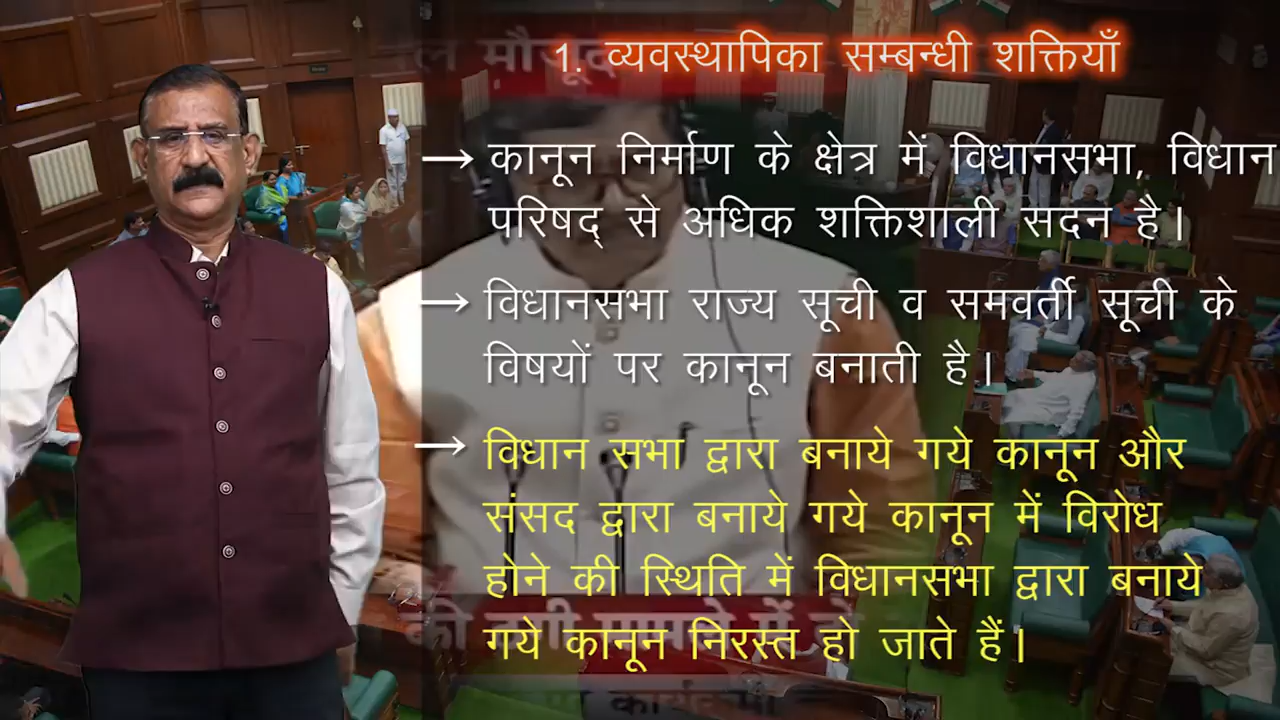 1. व्यवस्थापिका सम्बन्धी शक्तियाँ
→ कानून निर्माण के क्षेत्र में विधानसभा, विधान
परिषद् से अधिक शक्तिशाली सदन है।
→ विधानसभा राज्य सूची व समवर्ती सूची के
विषयों पर कानून बनाती है।
→ विधान सभा द्वारा बनाये गये कानून और
संसद द्वारा बनाये गये कानून में विरोध
होने की स्थिति में विधानसभा द्वारा बनाये
गये कानून निरस्त हो जाते हैं।
मौजूद